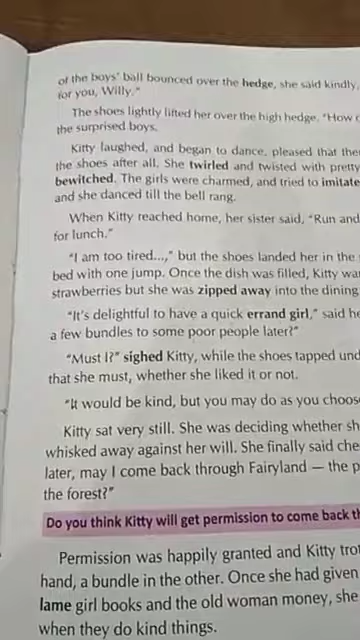 of the boys' ball bounced over the hedge, she said kindly,
for you, Willy."
The shoes lightly lifted her over the high hedge. "How
the surprised boys.
Kitty laughed, and began to dance, pleased that
the shoes after all. She twirled and twisted with pretty
bewitched. The girls were charmed, and tried to imitate
and she danced till the bell rang.
When Kitty reached home, her sister said, "Run and
for lunch."
"I am too tired...," but the shoes landed her in the
bed with one jump. Once the dish was filled, Kitty
strawberries but she was zipped away into the dining
"It's delightful to have a quick errand girl," said
a few bundles to some poor people later?"
"Must I?" sighed Kitty, while the shoes tapped
that she must, whether she liked it or not.
"It would be kind, but you may do as you choose
Kitty sat very still. She was deciding whether
whisked away against her will. She finally said
later, may I come back through Fairyland — the
the forest?"
Do you think Kitty will get permission to come back
Permission was happily granted and Kitty
hand, a bundle in the other. Once she had given
lame girl books and the old woman money, she
when they do kind things.